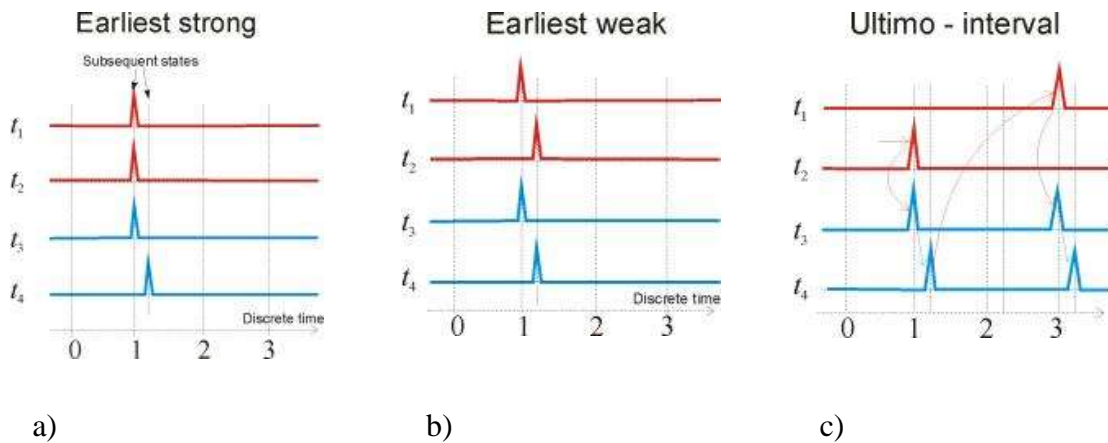 Earliest strong
Subsequent states
t1
t2
t3
t4
Discrete time
0 1 2 3
a)
Earliest weak
t1
t2
t3
t4
Discrete time
0 1 2 3
b)
Ultimo - interval
t1
t2
t3
t4
0 1 2 3
c)